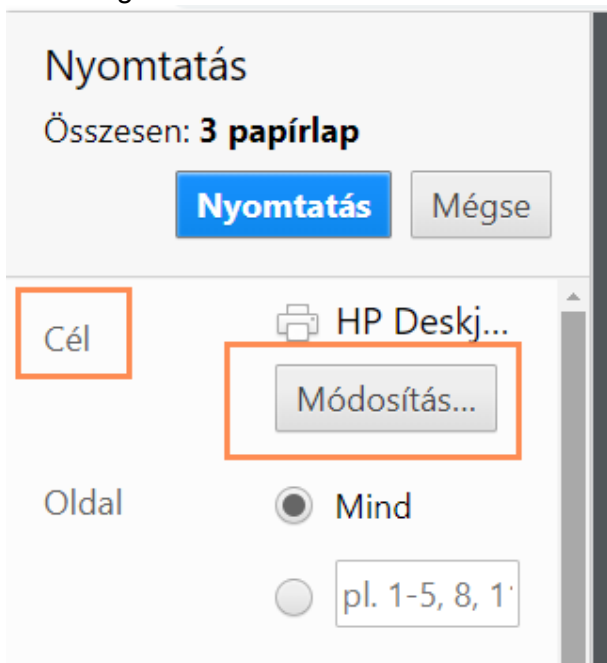 Nyomtatás
Összesen: 3 papírlap
Nyomtatás Mégse
Cél HP Deskj...
Módosítás...
Oldal Mind
pl. 1-5, 8, 1